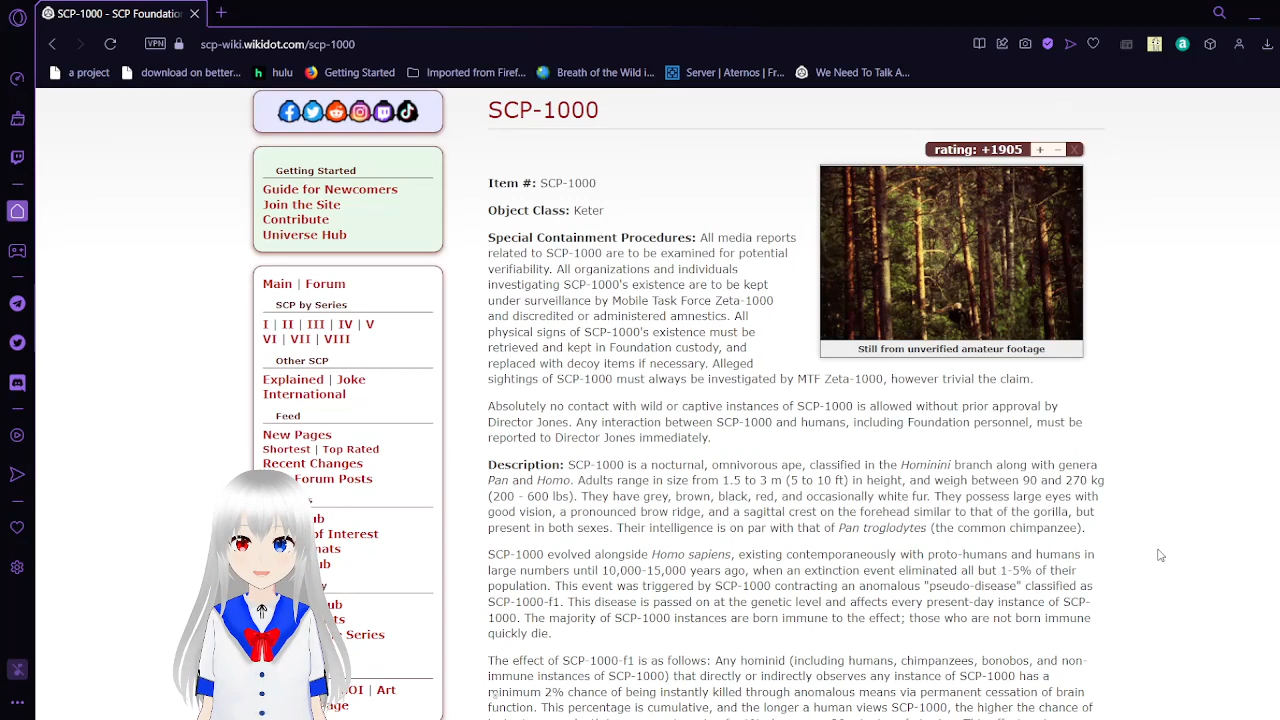 SCP-1000 - SCP Foundation
VPN
scp-wiki.wikidot.com/scp-1000
a project
download on better...
hulu
Getting Started
Imported from Firef...
Breath of the Wild i...
Server | Aternos | Fr...
We Need To Talk A...
Getting Started
Guide for Newcomers
Join the Site
Contribute
Universe Hub
Main | Forum
SCP by Series
I | II | III | IV | V
VI | VII | VIII
Other SCP
Explained | Joke
International
Feed
New Pages
Shortest | Top Rated
Recent Changes
Forum Posts
SCP-1000
rating: +1905 + – X
Item #: SCP-1000
Object Class: Keter
Special Containment Procedures: All media reports
related to SCP-1000 are to be examined for potential
verifiability. All organizations and individuals
investigating SCP-1000's existence are to be kept
under surveillance by Mobile Task Force Zeta-1000
and discredited or administered amnestics. All
physical signs of SCP-1000's existence must be
retrieved and kept in Foundation custody, and
replaced with decoy items if necessary. Alleged
sightings of SCP-1000 must always be investigated by MTF Zeta-1000, however trivial the claim.
Still from unverified amateur footage
Absolutely no contact with wild or captive instances of SCP-1000 is allowed without prior approval by
Director Jones. Any interaction between SCP-1000 and humans, including Foundation personnel, must be
reported to Director Jones immediately.
Description: SCP-1000 is a nocturnal, omnivorous ape, classified in the Hominini branch along with genera
Pan and Homo. Adults range in size from 1.5 to 3 m (5 to 10 ft) in height, and weigh between 90 and 270 kg
(200 - 600 lbs). They have grey, brown, black, red, and occasionally white fur. They possess large eyes with
good vision, a pronounced brow ridge, and a sagittal crest on the forehead similar to that of the gorilla, but
present in both sexes. Their intelligence is on par with that of Pan troglodytes (the common chimpanzee).
SCP-1000 evolved alongside Homo sapiens, existing contemporaneously with proto-humans and humans in
large numbers until 10,000-15,000 years ago, when an extinction event eliminated all but 1-5% of their
population. This event was triggered by SCP-1000 contracting an anomalous "pseudo-disease" classified as
SCP-1000-f1. This disease is passed on at the genetic level and affects every present-day instance of SCP-
1000. The majority of SCP-1000 instances are born immune to the effect; those who are not born immune
quickly die.
The effect of SCP-1000-f1 is as follows: Any hominid (including humans, chimpanzees, bonobos, and non-
immune instances of SCP-1000) that directly or indirectly observes any instance of SCP-1000 has a
minimum 2% chance of being instantly killed through anomalous means via permanent cessation of brain
function. This percentage is cumulative, and the longer a human views SCP-1000, the higher the chance of